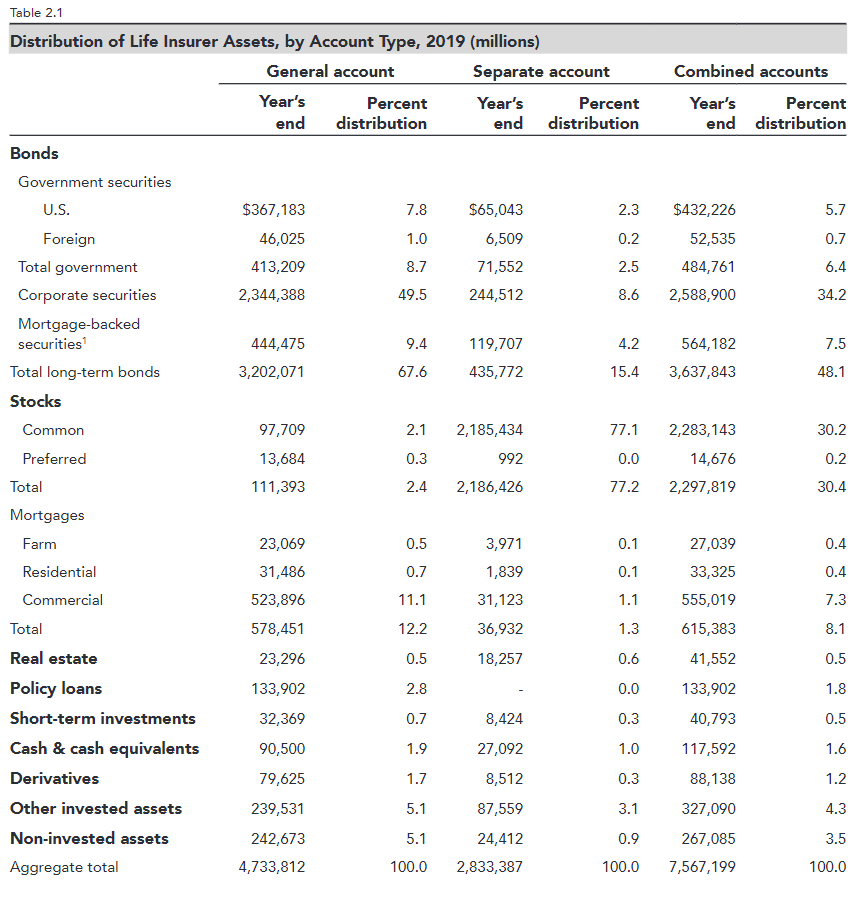 Table 2.1
Distribution of Life Insurer Assets, by Account Type, 2019 (millions)
General account Separate account Combined accounts
Year's Percent Year's Percent Year's Percent
end distribution end distribution end distribution
Bonds
Government securities
U.S. $367,183 7.8 $65,043 2.3 $432,226 5.7
Foreign 46,025 1.0 6,509 0.2 52,535 0.7
Total government 413,209 8.7 71,552 2.5 484,761 6.4
Corporate securities 2,344,388 49.5 244,512 8.6 2,588,900 34.2
Mortgage-backed
securities¹ 444,475 9.4 119,707 4.2 564,182 7.5
Total long-term bonds 3,202,071 67.6 435,772 15.4 3,637,843 48.1
Stocks
Common 97,709 2.1 2,185,434 77.1 2,283,143 30.2
Preferred 13,684 0.3 992 0.0 14,676 0.2
Total 111,393 2.4 2,186,426 77.2 2,297,819 30.4
Mortgages
Farm 23,069 0.5 3,971 0.1 27,039 0.4
Residential 31,486 0.7 1,839 0.1 33,325 0.4
Commercial 523,896 11.1 31,123 1.1 555,019 7.3
Total 578,451 12.2 36,932 1.3 615,383 8.1
Real estate 23,296 0.5 18,257 0.6 41,552 0.5
Policy loans 133,902 2.8 - 0.0 133,902 1.8
Short-term investments 32,369 0.7 8,424 0.3 40,793 0.5
Cash & cash equivalents 90,500 1.9 27,092 1.0 117,592 1.6
Derivatives 79,625 1.7 8,512 0.3 88,138 1.2
Other invested assets 239,531 5.1 87,559 3.1 327,090 4.3
Non-invested assets 242,673 5.1 24,412 0.9 267,085 3.5
Aggregate total 4,733,812 100.0 2,833,387 100.0 7,567,199 100.0